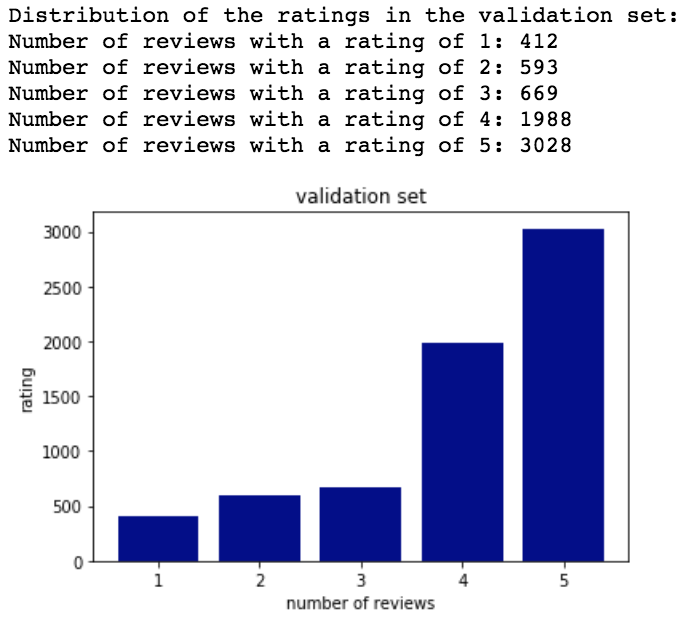 Distribution of the ratings in the validation set:
Number of reviews with a rating of 1: 412
Number of reviews with a rating of 2: 593
Number of reviews with a rating of 3: 669
Number of reviews with a rating of 4: 1988
Number of reviews with a rating of 5: 3028
validation set
3000
2500
2000
1500
1000
500
0
rating
1 2 3 4 5
number of reviews